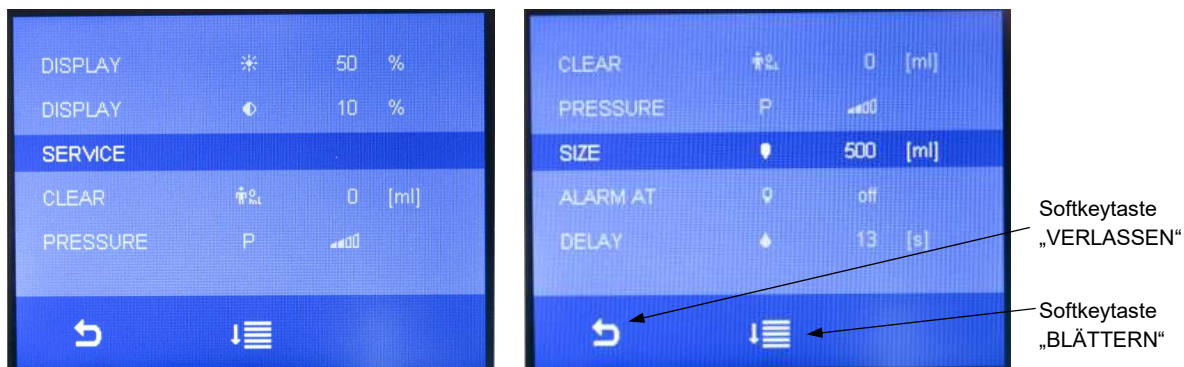 DISPLAY 50 %
DISPLAY 10 %
SERVICE
CLEAR 0 [ml]
PRESSURE P
CLEAR 0 [ml]
PRESSURE P
SIZE 500 [ml]
ALARM AT off
DELAY 13 [s]
Softkeytaste
„VERLASSEN“
Softkeytaste
„BLÄTTERN“